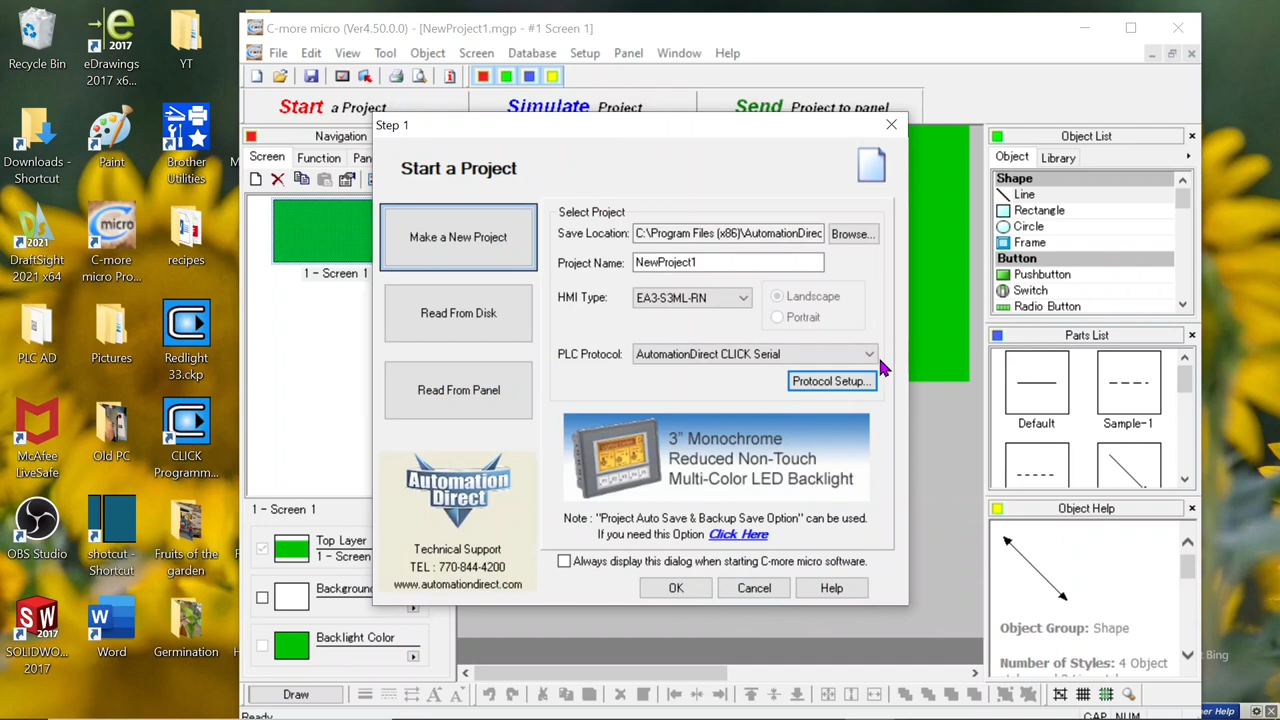 Recycle Bin
eDrawings
2017 x6...
YT
Downloads -
Shortcut
Paint
Brother
Utilities
2021
DraftSight
2021 x64
micro
C-more
micro Pro...
recipes
PLC AD
Pictures
Redlight
33.ckp
McAfee
LiveSafe
Old PC
CLICK
Programm...
OBS Studio
shotcut -
Shortcut
Fruits of the
garden
SOLIDWO...
2017
Word
Germination
C-more micro (Ver4.50.0.0) - [NewProject1.mgp - #1 Screen 1]
File Edit View Tool Object Screen Database Setup Panel Window Help
Start a Project
Simulate Project
Send Project to panel
Navigation
Screen Function Pan
1 - Screen 1
1 - Screen 1
Top Layer
1 - Screen
Background
Backlight Color
Draw
Ready
CAP NUM
Step 1
Start a Project
Make a New Project
Read From Disk
Read From Panel
Automation
Direct
Technical Support
TEL : 770-844-4200
www.automationdirect.com
Select Project
Save Location: C:\Program Files (x86)\AutomationDirec Browse...
Project Name: NewProject1
HMI Type: EA3-S3ML-RN
Landscape
Portrait
PLC Protocol: AutomationDirect CLICK Serial
Protocol Setup...
3" Monochrome
Reduced Non-Touch
Multi-Color LED Backlight
Note : "Project Auto Save & Backup Save Option" can be used.
If you need this Option Click Here
Always display this dialog when starting C-more micro software.
OK Cancel Help
Object List
Object Library
Shape
Line
Rectangle
Circle
Frame
Button
Pushbutton
Switch
Radio Button
Parts List
Default
Sample-1
Object Help
Object Group: Shape
Number of Styles: 4 Object
Bing
Help